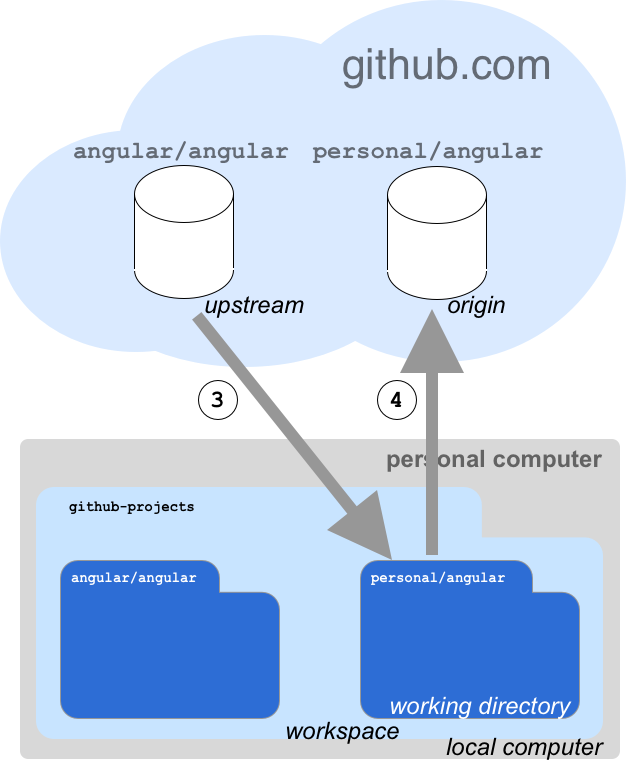 github.com
angular/angular
personal/angular
upstream
origin
3
4
personal computer
github-projects
angular/angular
personal/angular
working directory
workspace
local computer